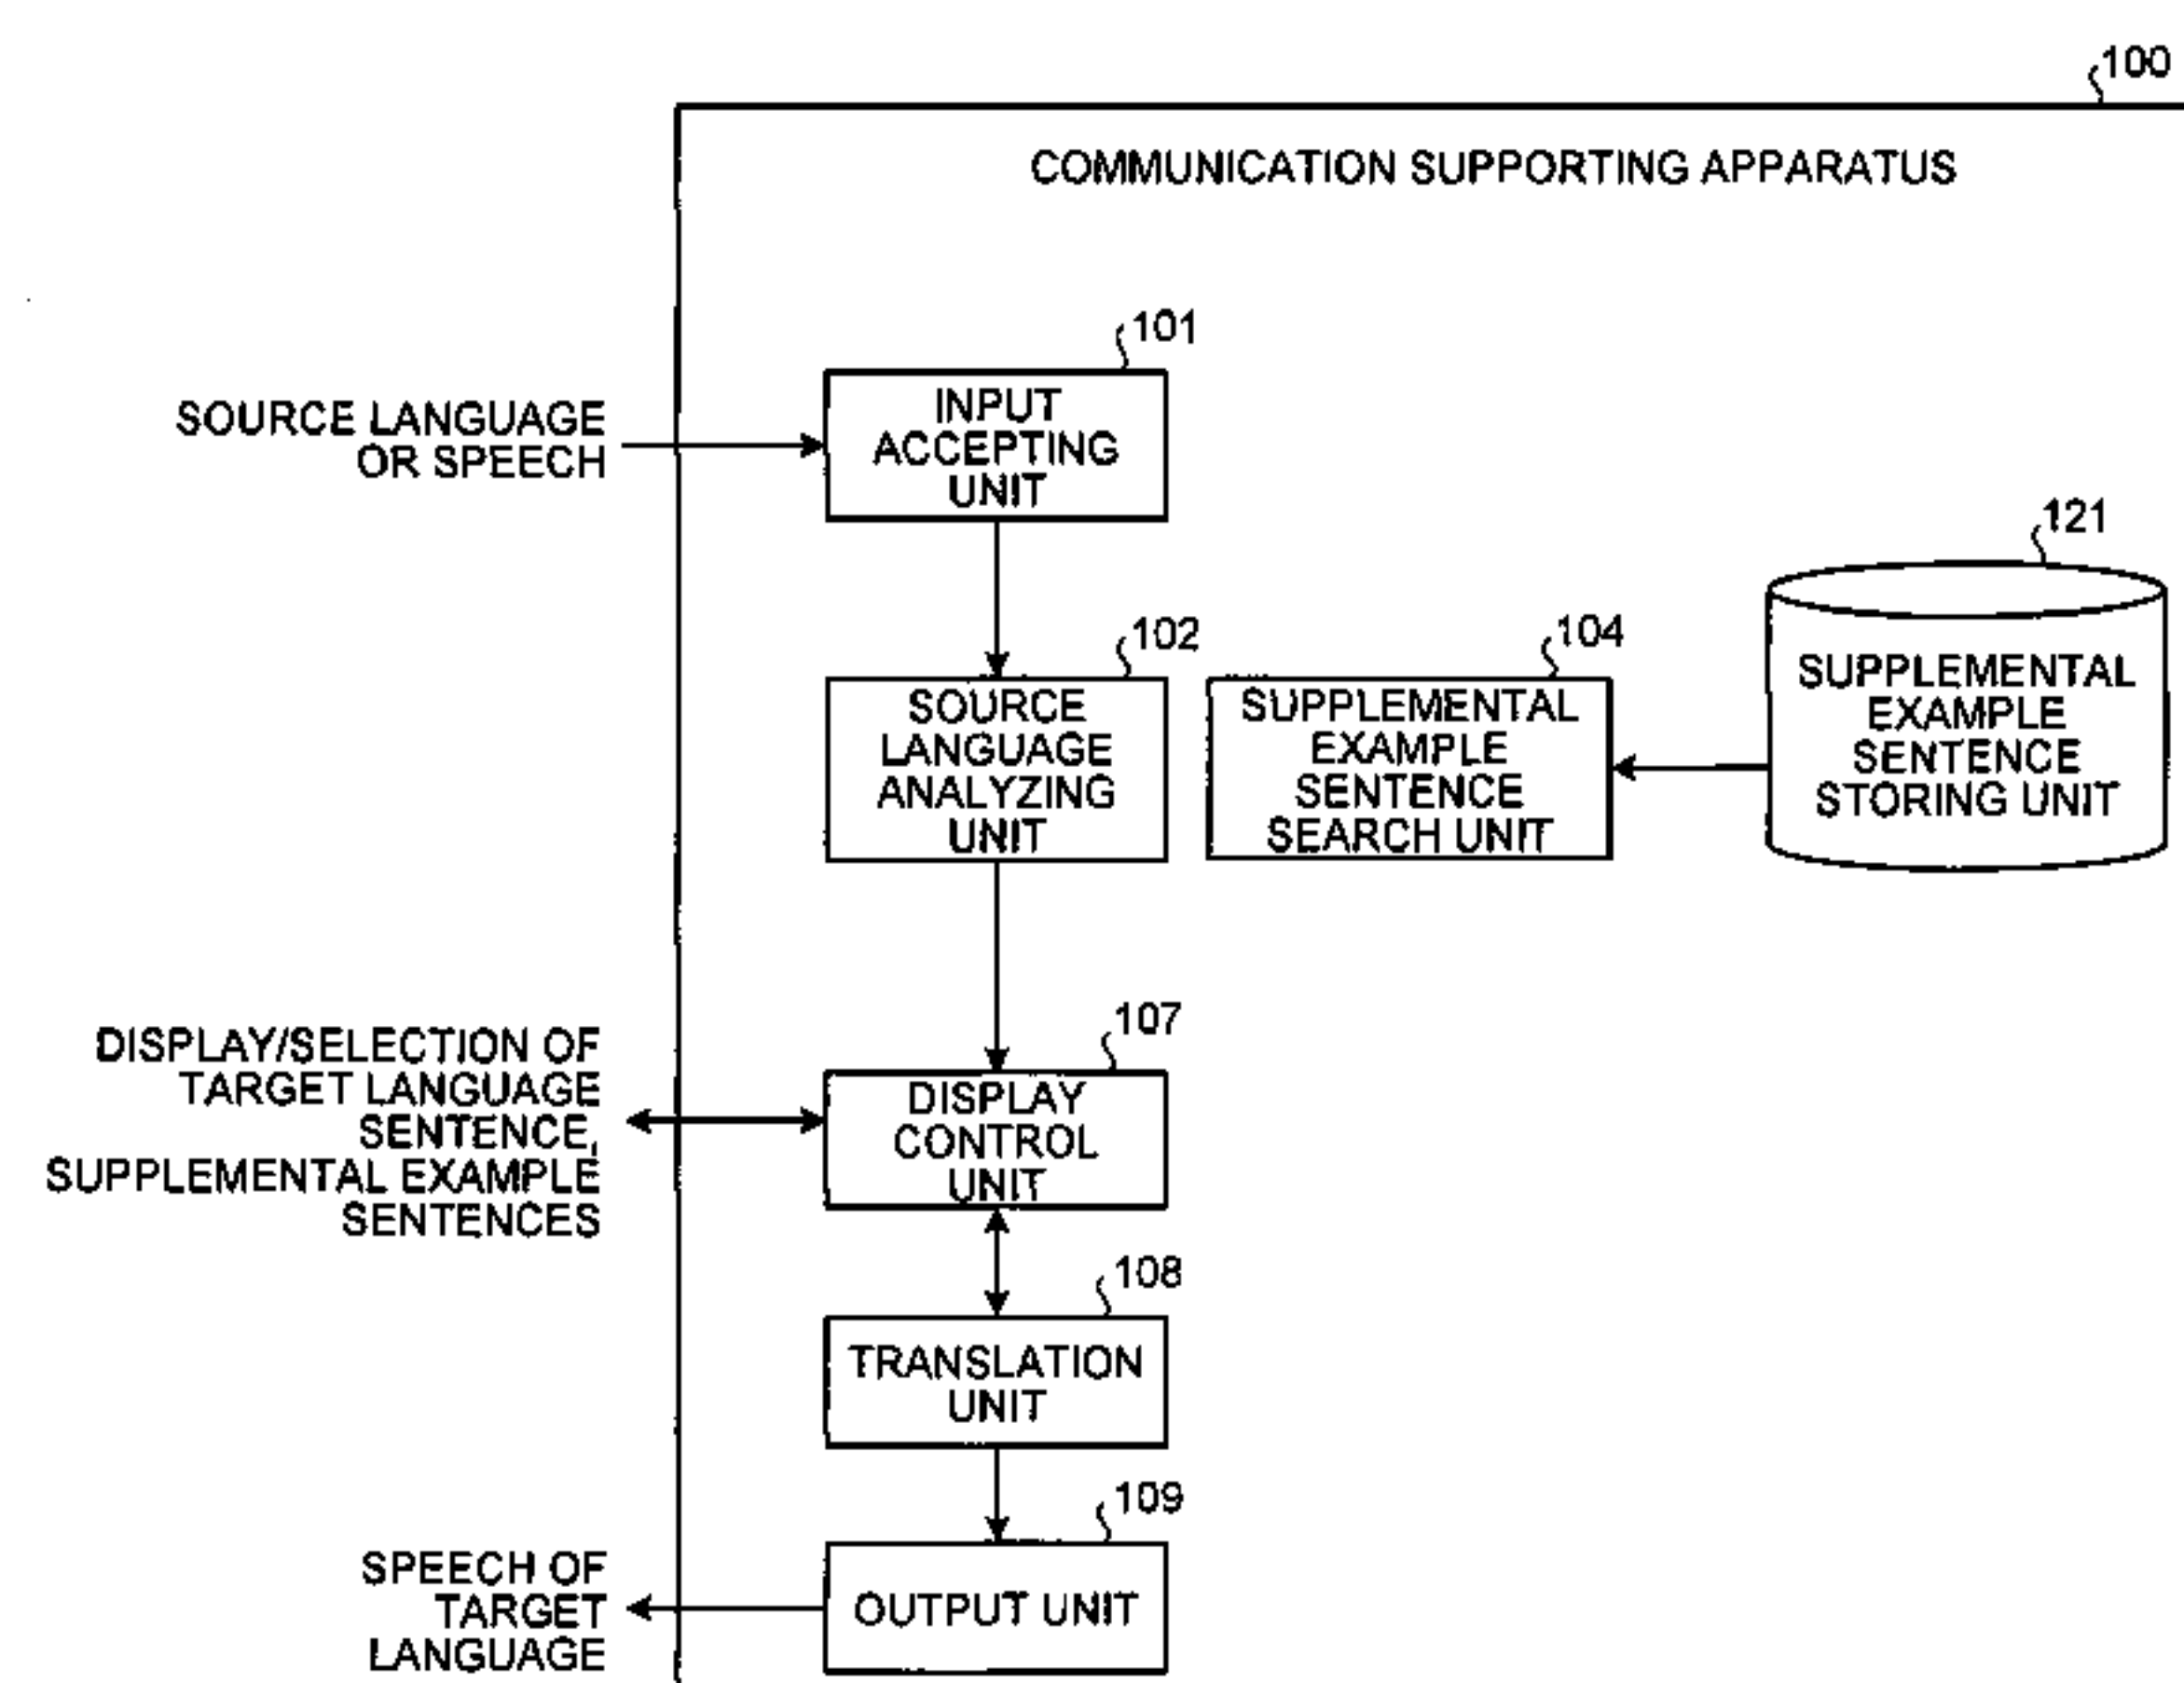 100
COMMUNICATION SUPPORTING APPARATUS
101
SOURCE LANGUAGE
OR SPEECH
INPUT
ACCEPTING
UNIT
102
SOURCE
LANGUAGE
ANALYZING
UNIT
104
SUPPLEMENTAL
EXAMPLE
SENTENCE
SEARCH UNIT
121
SUPPLEMENTAL
EXAMPLE
SENTENCE
STORING UNIT
DISPLAY/SELECTION OF
TARGET LANGUAGE
SENTENCE,
SUPPLEMENTAL EXAMPLE
SENTENCES
107
DISPLAY
CONTROL
UNIT
108
TRANSLATION
UNIT
109
OUTPUT UNIT
SPEECH OF
TARGET
LANGUAGE